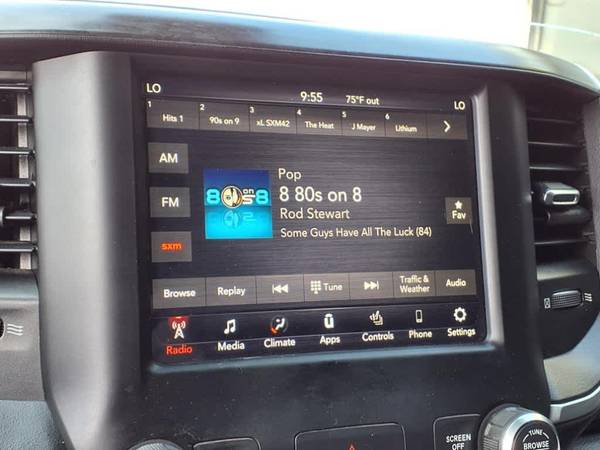 LO 9:55 75°F out LO
1 Hits 1 2 90s on 9 3 xL SXM42 4 The Heat 5 J Mayer 6 Lithium
AM
FM
sxm
80s on 8
Pop
8 80s on 8
Rod Stewart
Some Guys Have All The Luck (84)
Fav
Browse Replay Tune Traffic & Weather Audio
Radio Media Climate Apps Controls Phone Settings
SCREEN OFF
TUNE
BROWSE